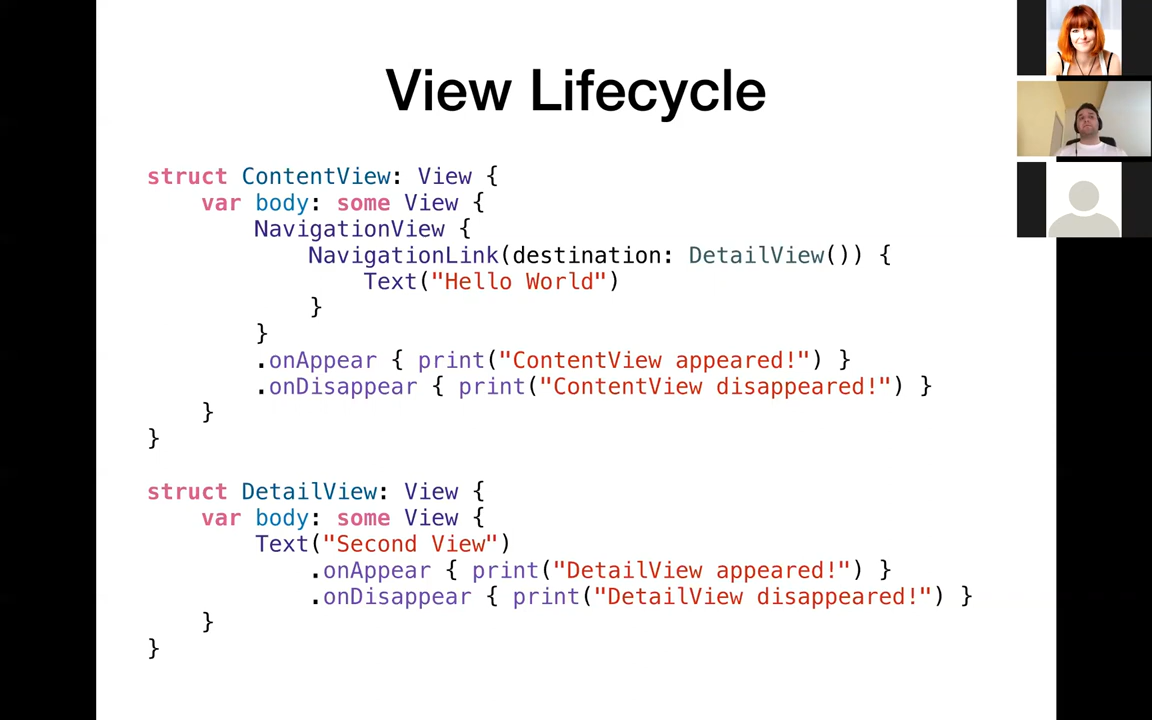 View Lifecycle
struct ContentView: View {
    var body: some View {
        NavigationView {
            NavigationLink(destination: DetailView()) {
                Text("Hello World")
            }
        }
        .onAppear { print("ContentView appeared!") }
        .onDisappear { print("ContentView disappeared!") }
    }
}
struct DetailView: View {
    var body: some View {
        Text("Second View")
            .onAppear { print("DetailView appeared!") }
            .onDisappear { print("DetailView disappeared!") }
    }
}